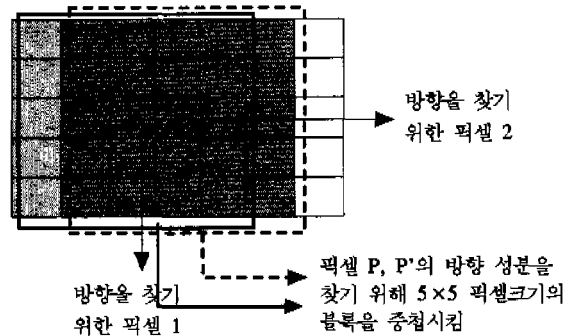 방향을 찾기
위한 픽셀 2
픽셀 P, P'의 방향 성분을
찾기 위해 5×5 픽셀크기의
블록을 중첩시킴
방향을 찾기
위한 픽셀 1